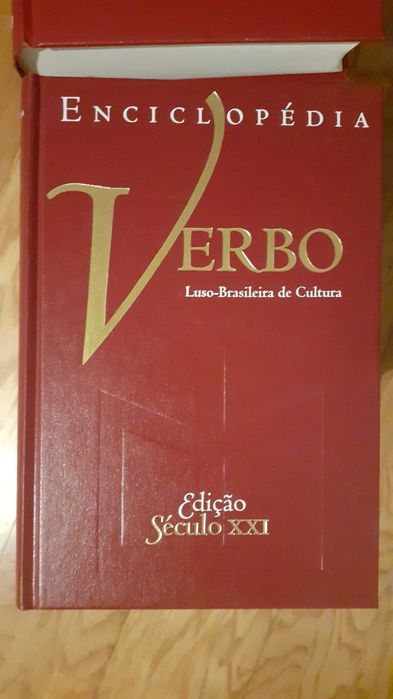 ENCICLOPÉDIA
VERBO
Luso-Brasileira de Cultura
Edição
Século XXI